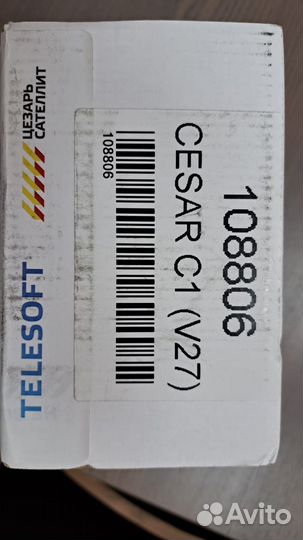 108806
CESAR C1 (V27)
108806
TELESOFT
ЦЕЗАРЬ
САТЕЛЛИТ
Avito